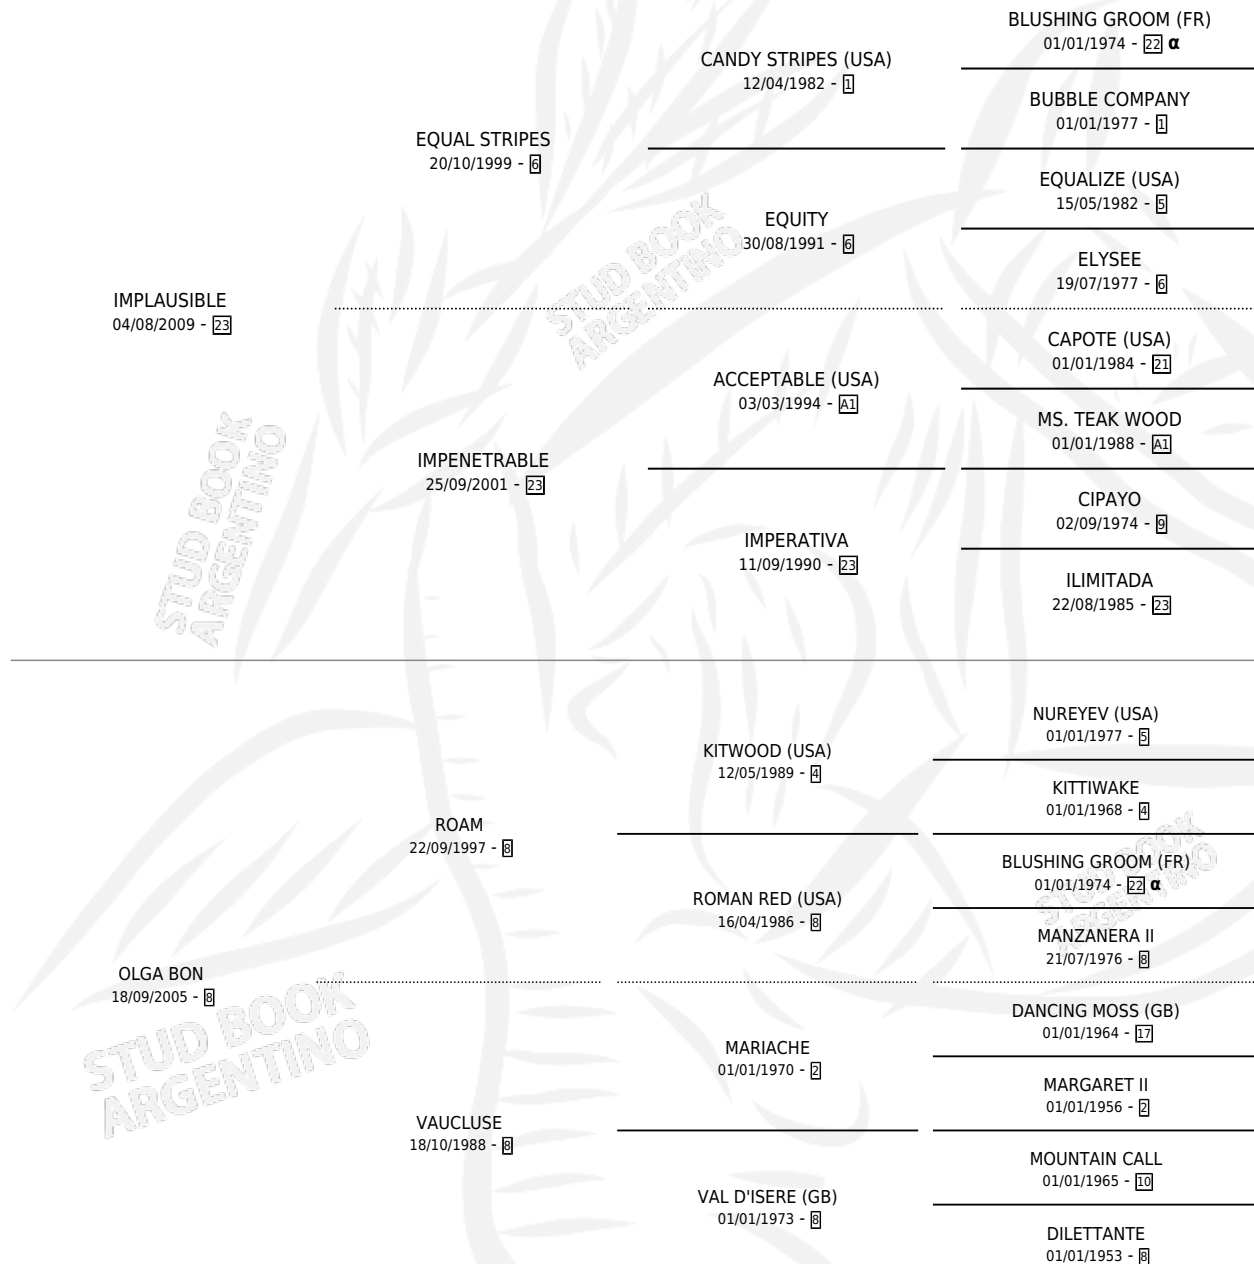 BLUSHING GROOM (FR)
01/01/1974 - 22 α
CANDY STRIPES (USA)
12/04/1982 - 1
BUBBLE COMPANY
01/01/1977 - 1
EQUAL STRIPES
20/10/1999 - 6
EQUALIZE (USA)
15/05/1982 - 5
EQUITY
30/08/1991 - 6
ELYSEE
19/07/1977 - 6
IMPLAUSIBLE
04/08/2009 - 23
CAPOTE (USA)
01/01/1984 - 21
ACCEPTABLE (USA)
03/03/1994 - A1
MS. TEAK WOOD
01/01/1988 - A1
IMPENETRABLE
25/09/2001 - 23
CIPAYO
02/09/1974 - 9
IMPERATIVA
11/09/1990 - 23
ILIMITADA
22/08/1985 - 23
NUREYEV (USA)
01/01/1977 - 5
KITWOOD (USA)
12/05/1989 - 4
KITTIWAKE
01/01/1968 - 4
ROAM
22/09/1997 - 8
BLUSHING GROOM (FR)
01/01/1974 - 22 α
ROMAN RED (USA)
16/04/1986 - 8
MANZANERA II
21/07/1976 - 8
OLGA BON
18/09/2005 - 8
DANCING MOSS (GB)
01/01/1964 - 17
MARIACHE
01/01/1970 - 2
MARGARET II
01/01/1956 - 2
VAUCLUSE
18/10/1988 - 8
MOUNTAIN CALL
01/01/1965 - 10
VAL D'ISERE (GB)
01/01/1973 - 8
DILETTANTE
01/01/1953 - 8
STUD BOOK
ARGENTINO
STUD BOOK
ARGENTINO
STUD BOOK
ARGENTINO
STUD BOOK
ARGENTINO